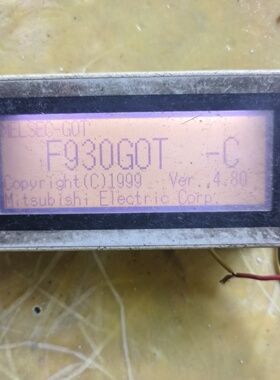 MELSEC-GOT
F930GOT -C
Copyright(C)1999 Ver. 4.80
Mitsubishi Electric Corp.